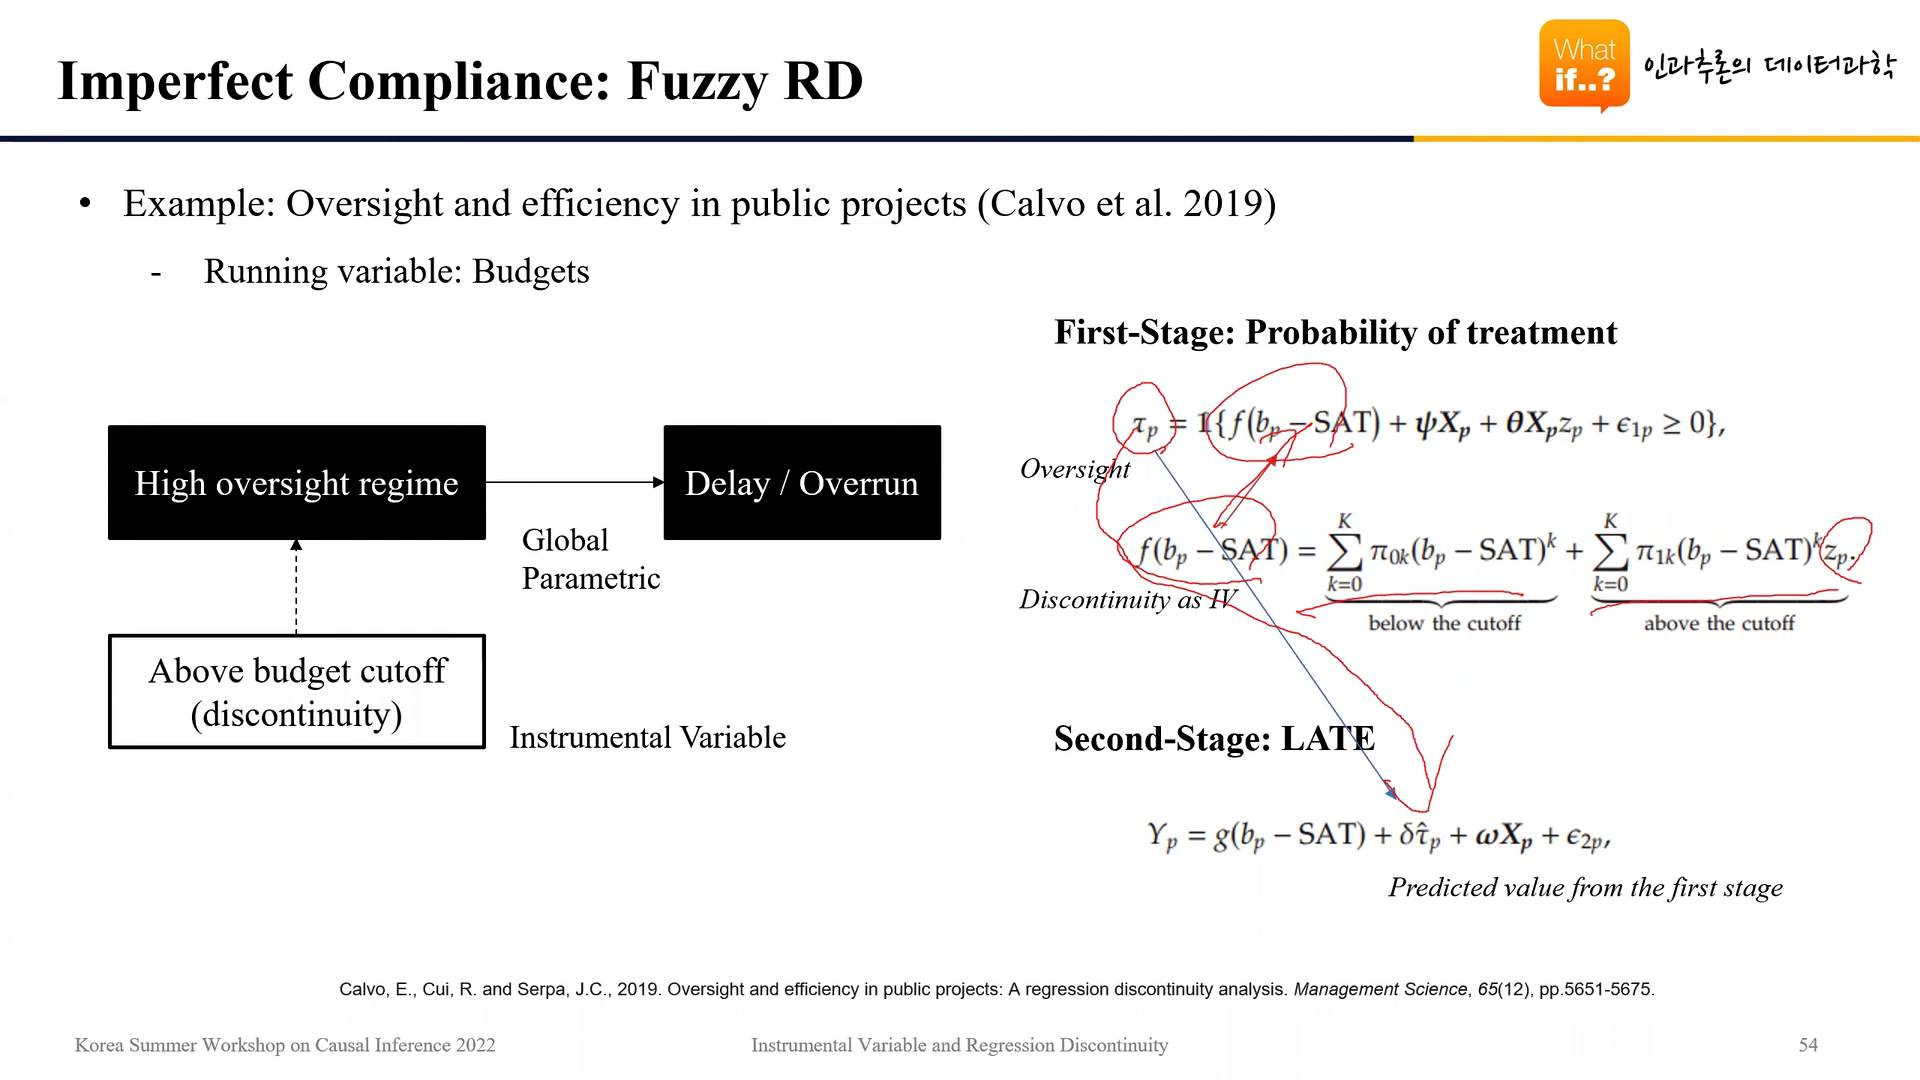 Imperfect Compliance: Fuzzy RD
What
if..?
인과추론의 데이터과학
• Example: Oversight and efficiency in public projects (Calvo et al. 2019)
- Running variable: Budgets
High oversight regime
Delay / Overrun
Global
Parametric
Above budget cutoff
(discontinuity)
Instrumental Variable
First-Stage: Probability of treatment
τₚ = 1{f(bₚ − SAT) + ψXₚ + θXₚzₚ + ϵ₁ₚ ≥ 0},
Oversight
f(bₚ − SAT) = ∑_{k=0}^{K} π₀ₖ(bₚ − SAT)ᵏ + ∑_{k=0}^{K} π₁ₖ(bₚ − SAT)ᵏzₚ.
Discontinuity as IV
below the cutoff
above the cutoff
Second-Stage: LATE
Yₚ = g(bₚ − SAT) + δτ̂ₚ + ωXₚ + ϵ₂ₚ,
Predicted value from the first stage
Calvo, E., Cui, R. and Serpa, J.C., 2019. Oversight and efficiency in public projects: A regression discontinuity analysis. Management Science, 65(12), pp.5651-5675.
Korea Summer Workshop on Causal Inference 2022
Instrumental Variable and Regression Discontinuity
54